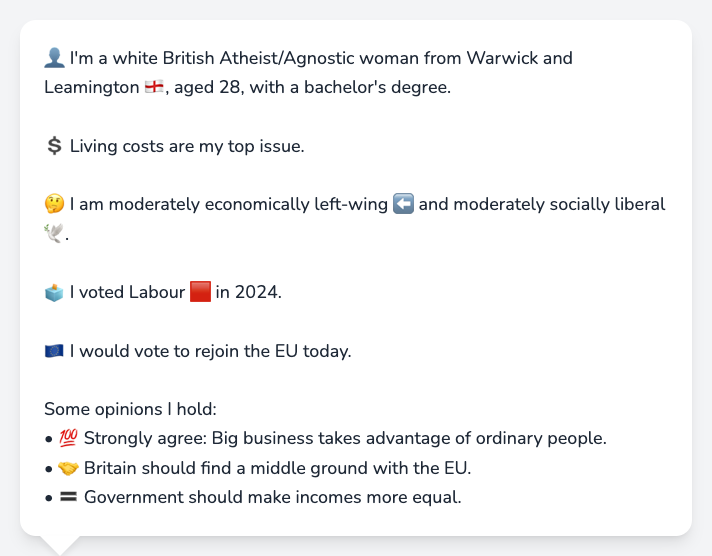 👤 I'm a white British Atheist/Agnostic woman from Warwick and
Leamington 🏴󠁧󠁢󠁥󠁮󠁧󠁿, aged 28, with a bachelor's degree.
💲 Living costs are my top issue.
🤔 I am moderately economically left-wing ⬅️ and moderately socially liberal
🕊️.
🗳️ I voted Labour 🟥 in 2024.
🇪🇺 I would vote to rejoin the EU today.
Some opinions I hold:
• 💯 Strongly agree: Big business takes advantage of ordinary people.
• 🤝 Britain should find a middle ground with the EU.
• 🟰 Government should make incomes more equal.